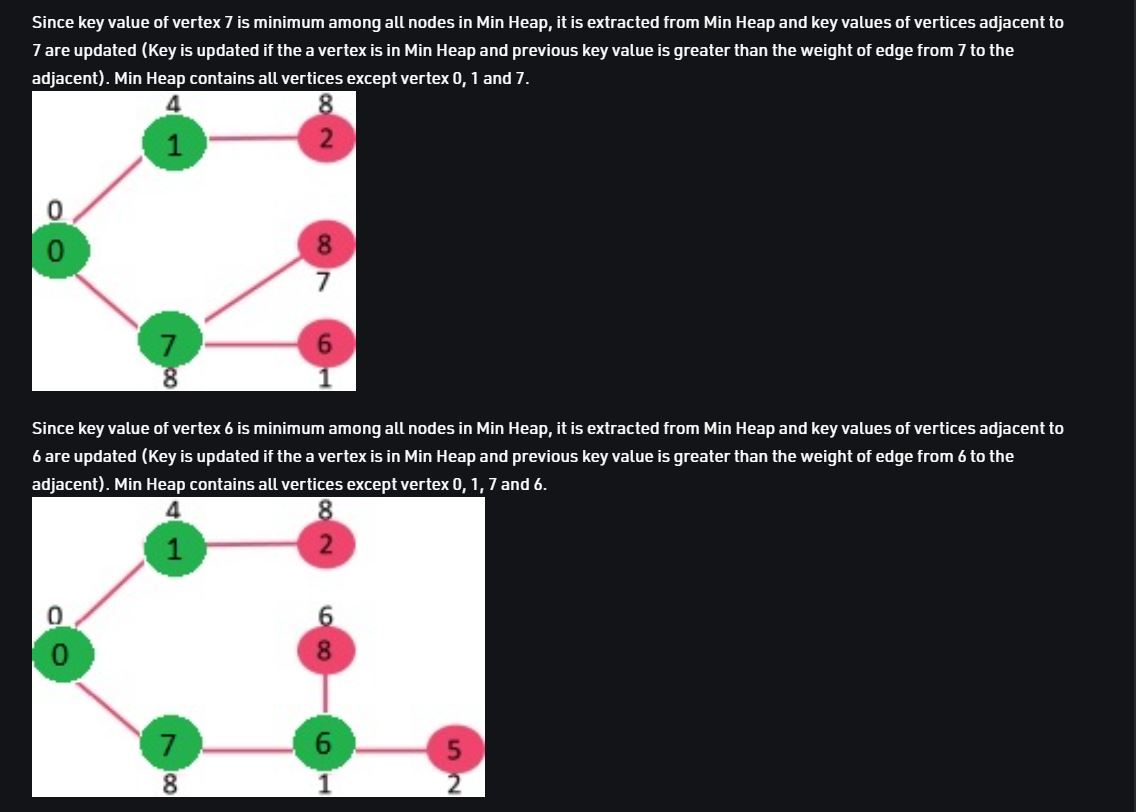 Since key value of vertex 7 is minimum among all nodes in Min Heap, it is extracted from Min Heap and key values of vertices adjacent to
7 are updated (Key is updated if the a vertex is in Min Heap and previous key value is greater than the weight of edge from 7 to the
adjacent). Min Heap contains all vertices except vertex 0, 1 and 7.
4 8
1 2
0
0
8
7
7 6
8 1
Since key value of vertex 6 is minimum among all nodes in Min Heap, it is extracted from Min Heap and key values of vertices adjacent to
6 are updated (Key is updated if the a vertex is in Min Heap and previous key value is greater than the weight of edge from 6 to the
adjacent). Min Heap contains all vertices except vertex 0, 1, 7 and 6.
4 8
1 2
0 6
0 8
7 6 5
8 1 2